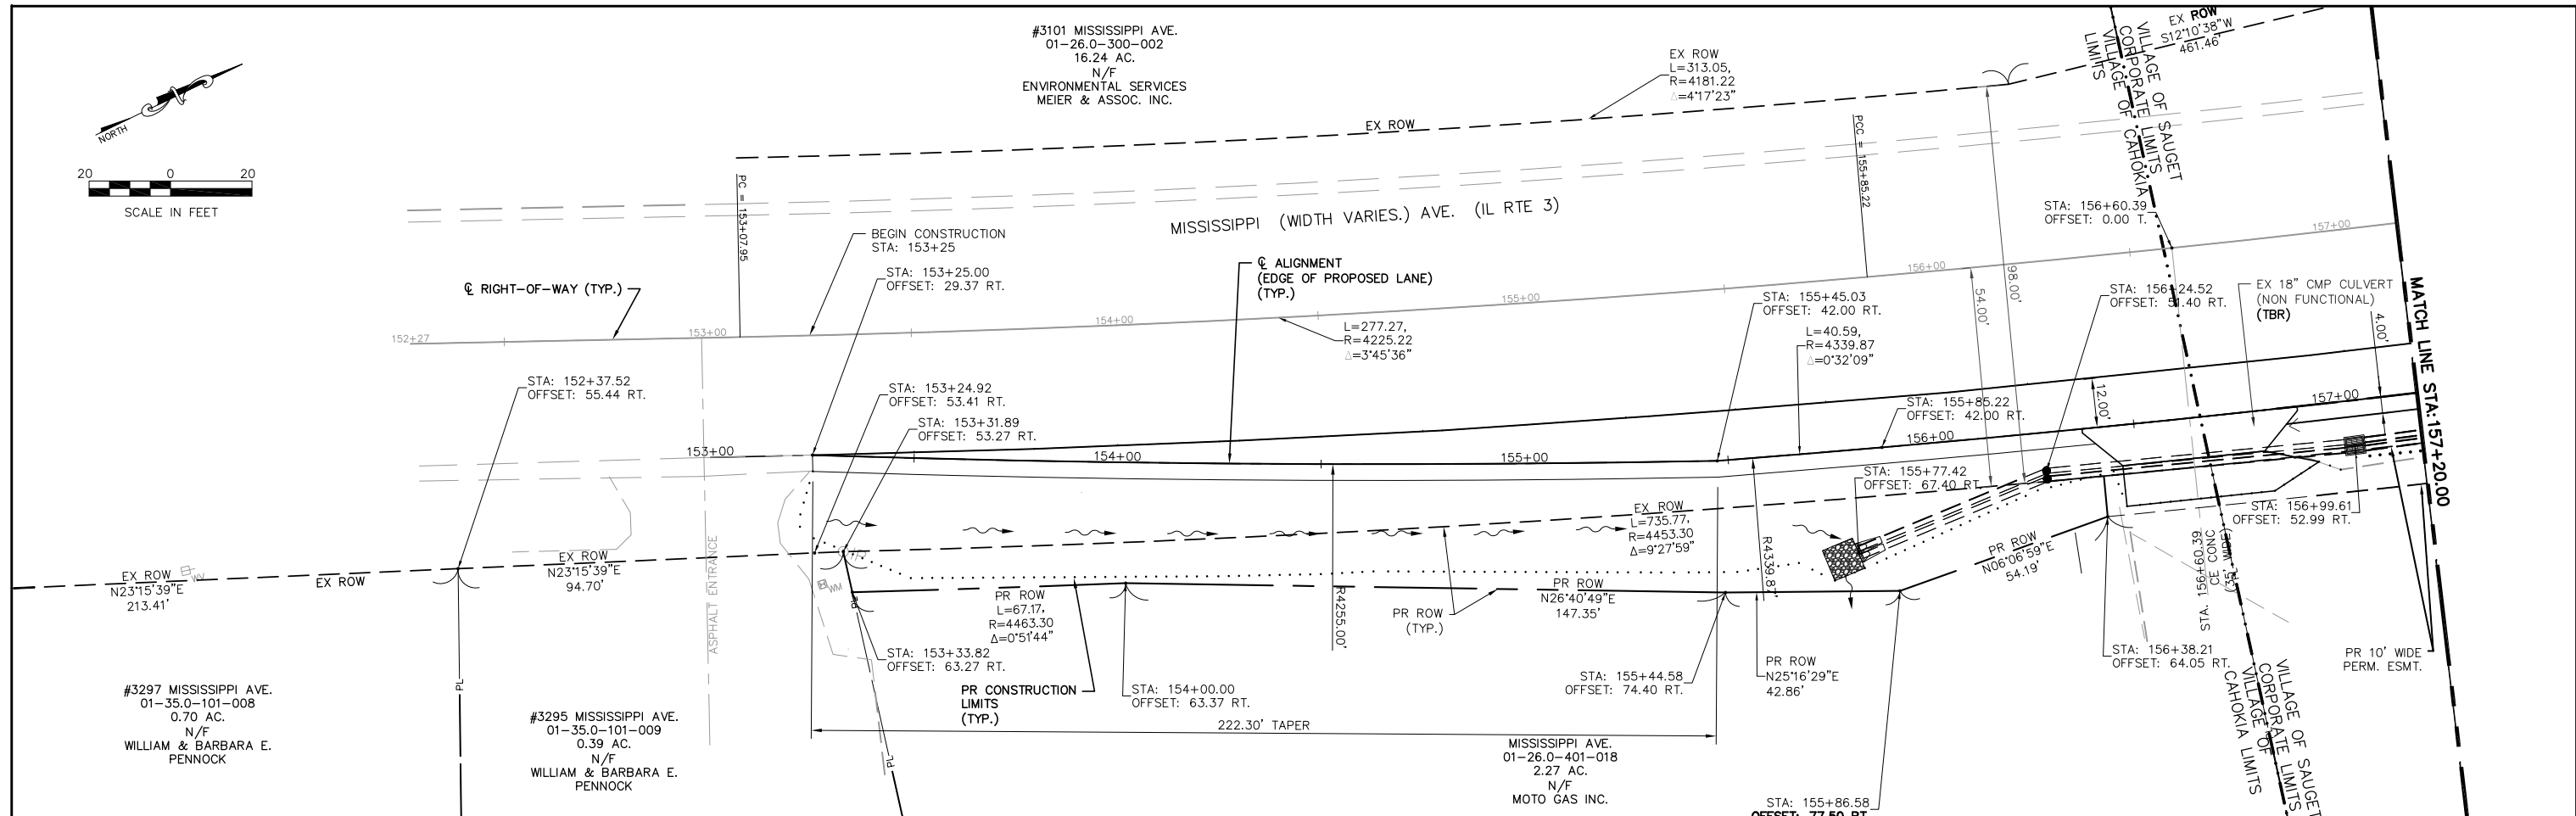 #3101 MISSISSIPPI AVE.
01-26.0-300-002
16.24 AC.
N/F
ENVIRONMENTAL SERVICES
MEIER & ASSOC. INC.
EX ROW
S12°10'38"W
461.46'
VILLAGE OF SAUGET
CORPORATE LIMITS
VILLAGE OF CAHOKIA
LIMITS
EX ROW
L=313.05,
R=4181.22
Δ=4°17'23"
NORTH
20 0 20
SCALE IN FEET
EX ROW
PC = 153+07.95
PCC = 155+85.22
MISSISSIPPI (WIDTH VARIES.) AVE. (IL RTE 3)
STA: 156+60.39
OFFSET: 0.00 T.
157+00
BEGIN CONSTRUCTION
STA: 153+25
STA: 153+25.00
OFFSET: 29.37 RT.
℄ RIGHT-OF-WAY (TYP.)
℄ ALIGNMENT
(EDGE OF PROPOSED LANE)
(TYP.)
156+00
98.00'
54.00'
STA: 156+24.52
OFFSET: 51.40 RT.
EX 18" CMP CULVERT
(NON FUNCTIONAL)
(TBR)
4.00'
MATCH LINE STA:157+20.00
152+27
153+00
154+00
155+00
L=277.27,
R=4225.22
Δ=3°45'36"
STA: 155+45.03
OFFSET: 42.00 RT.
L=40.59,
R=4339.87
Δ=0°32'09"
STA: 152+37.52
OFFSET: 55.44 RT.
STA: 153+24.92
OFFSET: 53.41 RT.
STA: 153+31.89
OFFSET: 53.27 RT.
12.00'
STA: 155+85.22
OFFSET: 42.00 RT.
157+00
153+00
154+00
155+00
156+00
STA: 155+77.42
OFFSET: 67.40 RT.
EX ROW
L=735.77,
R=4453.30
Δ=9°27'59"
STA: 156+99.61
OFFSET: 52.99 RT.
ASPHALT ENTRANCE
R4255.00'
R4339.87'
PR ROW
N06°06'59"E
54.19'
STA. 156+60.39
EX ROW
N23°15'39"E
213.41'
WV
EX ROW
EX ROW
N23°15'39"E
94.70'
WM
PL
PR ROW
L=67.17,
R=4463.30
Δ=0°51'44"
PR ROW
(TYP.)
PR ROW
N26°40'49"E
147.35'
STA: 153+33.82
OFFSET: 63.27 RT.
PR CONSTRUCTION
LIMITS
(TYP.)
STA: 154+00.00
OFFSET: 63.37 RT.
STA: 155+44.58
OFFSET: 74.40 RT.
PR ROW
N25°16'29"E
42.86'
STA: 156+38.21
OFFSET: 64.05 RT.
PR 10' WIDE
PERM. ESMT.
VILLAGE OF SAUGET
CORPORATE LIMITS
VILLAGE OF
CAHOKIA LIMITS
PL
#3297 MISSISSIPPI AVE.
01-35.0-101-008
0.70 AC.
N/F
WILLIAM & BARBARA E.
PENNOCK
#3295 MISSISSIPPI AVE.
01-35.0-101-009
0.39 AC.
N/F
WILLIAM & BARBARA E.
PENNOCK
PL
222.30' TAPER
MISSISSIPPI AVE.
01-26.0-401-018
2.27 AC.
N/F
MOTO GAS INC.
STA: 155+86.58
OFFSET: 77.50 RT.